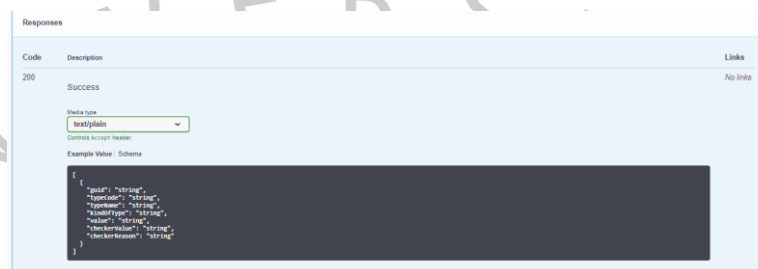 Responses
Code Description Links
200 Success No links
Media type
text/plain
Controls Accept header.
Example Value | Schema
[
{
"guid": "string",
"typeCode": "string",
"typeName": "string",
"kindOfType": "string",
"value": "string",
"checkerValue": "string",
"checkerReason": "string"
}
]